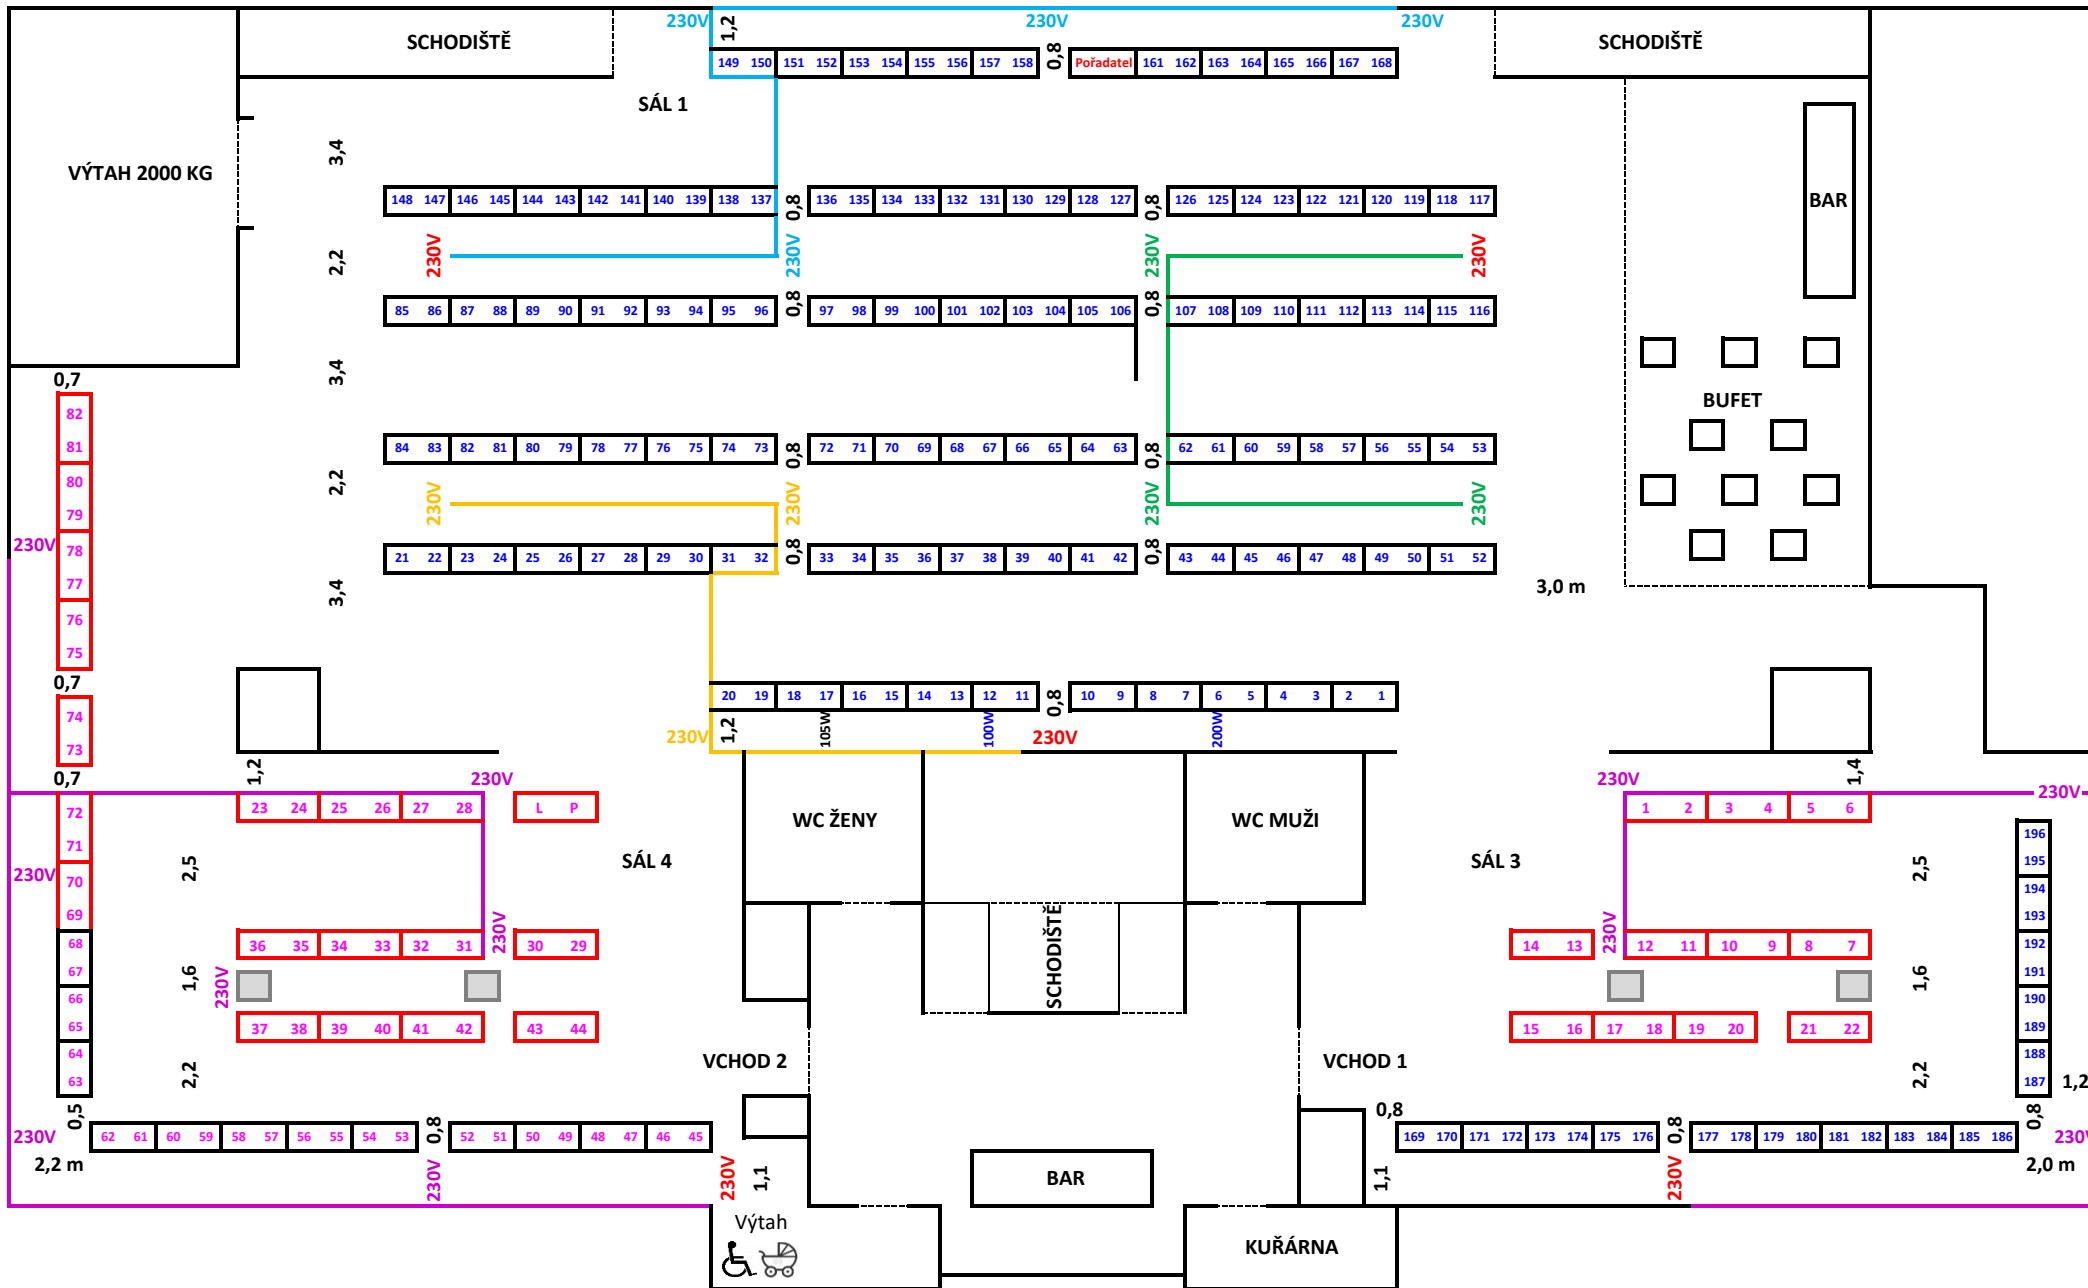 230V 1,2 230V 230V
SCHODIŠTĚ SCHODIŠTĚ
149 150 151 152 153 154 155 156 157 158 0,8 Pořadatel 161 162 163 164 165 166 167 168
SÁL 1
3,4
VÝTAH 2000 KG
BAR
148 147 146 145 144 143 142 141 140 139 138 137 0,8 136 135 134 133 132 131 130 129 128 127 0,8 126 125 124 123 122 121 120 119 118 117
2,2 230V 230V 230V 230V
85 86 87 88 89 90 91 92 93 94 95 96 0,8 97 98 99 100 101 102 103 104 105 106 0,8 107 108 109 110 111 112 113 114 115 116
0,7 3,4
BUFET
82
81
84 83 82 81 80 79 78 77 76 75 74 73 0,8 72 71 70 69 68 67 66 65 64 63 0,8 62 61 60 59 58 57 56 55 54 53
80
79
2,2 230V 230V 230V 230V
230V
78
77
21 22 23 24 25 26 27 28 29 30 31 32 0,8 33 34 35 36 37 38 39 40 41 42 0,8 43 44 45 46 47 48 49 50 51 52
3,4 3,0 m
76
75
0,7
20 19 18 17 16 15 14 13 12 11 0,8 10 9 8 7 6 5 4 3 2 1
74
73
230V 1,2 105W 100W 230V 200W
0,7 1,2 230V 230V 1,4 230V
72
71
23 24 25 26 27 28 L P
WC ŽENY WC MUŽI
1 2 3 4 5 6
196
195
2,5 SÁL 4 SÁL 3 2,5
230V
70
69
194
193
68
67
36 35 34 33 32 31 230V 30 29
SCHODIŠTĚ
14 13 230V 12 11 10 9 8 7
192
191
1,6 230V 1,6
66
65
190
189
37 38 39 40 41 42 43 44
15 16 17 18 19 20 21 22
64
63
VCHOD 2 VCHOD 1
188
187
2,2 2,2 1,2
0,5 0,8 0,8
230V 62 61 60 59 58 57 56 55 54 53 0,8 52 51 50 49 48 47 46 45
169 170 171 172 173 174 175 176 0,8 177 178 179 180 181 182 183 184 185 186 230V
2,2 m 230V 230V 1,1 BAR 1,1 230V 2,0 m
Výtah
KUŘÁRNA